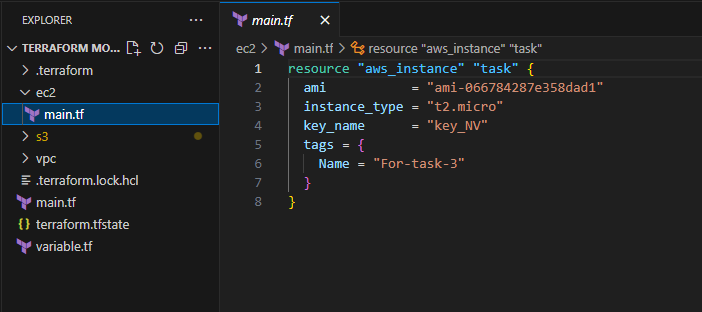 EXPLORER
TERRAFORM MO...
.terraform
ec2
main.tf
s3
vpc
.terraform.lock.hcl
main.tf
terraform.tfstate
variable.tf
main.tf
ec2 > main.tf > resource "aws_instance" "task"
1 resource "aws_instance" "task" {
2   ami           = "ami-066784287e358dad1"
3   instance_type = "t2.micro"
4   key_name      = "key_NV"
5   tags = {
6     Name = "For-task-3"
7   }
8 }